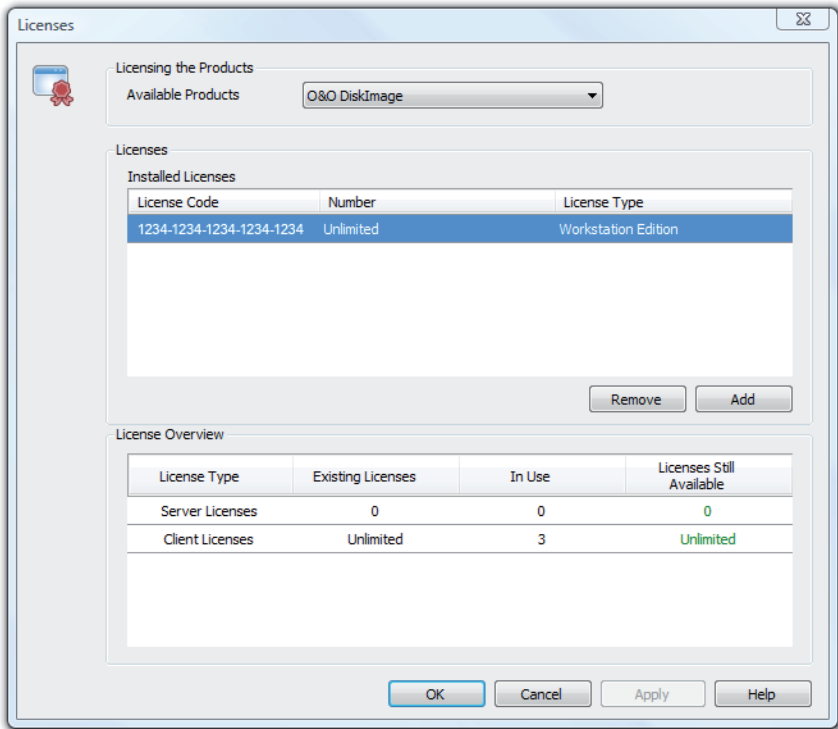 Licenses
Licensing the Products
Available Products O&O DiskImage
Licenses
Installed Licenses
License Code Number License Type
1234-1234-1234-1234-1234 Unlimited Workstation Edition
Remove Add
License Overview
License Type Existing Licenses In Use Licenses Still
Available
Server Licenses 0 0 0
Client Licenses Unlimited 3 Unlimited
OK Cancel Apply Help